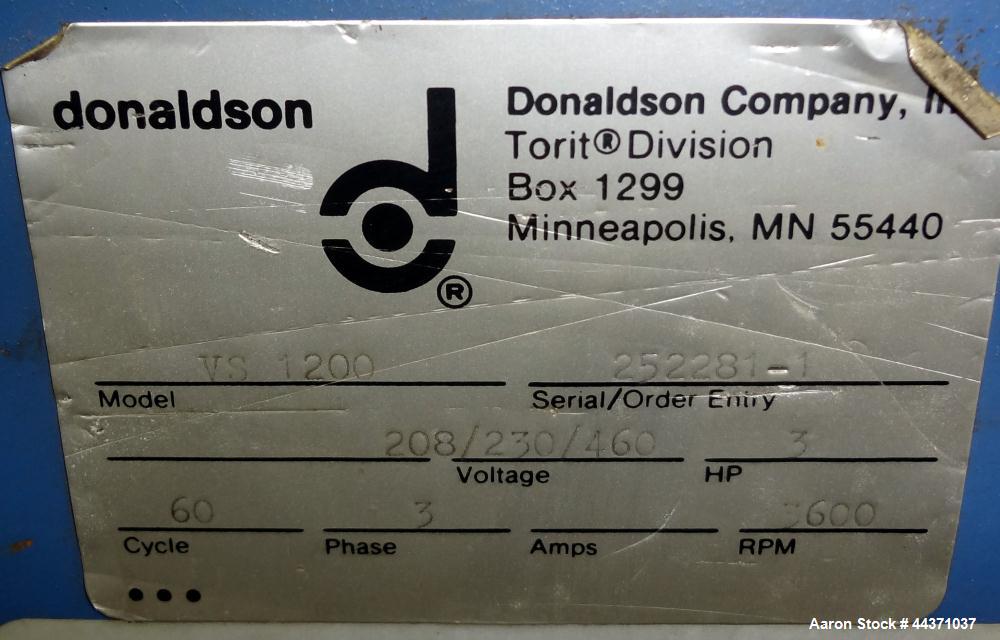 donaldson
d
®
Donaldson Company,
Torit® Division
Box 1299
Minneapolis, MN 55440
VS 1200 252281-1
Model Serial/Order Entry
208/230/460 3
Voltage HP
60 3 3600
Cycle Phase Amps RPM
Aaron Stock # 44371037